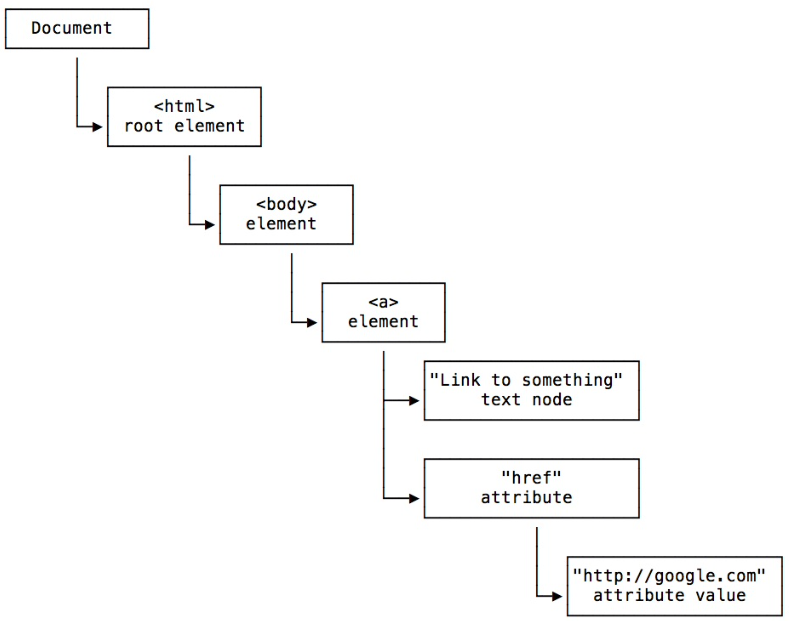 Document
<html>
root element
<body>
element
<a>
element
"Link to something"
text node
"href"
attribute
"http://google.com"
attribute value